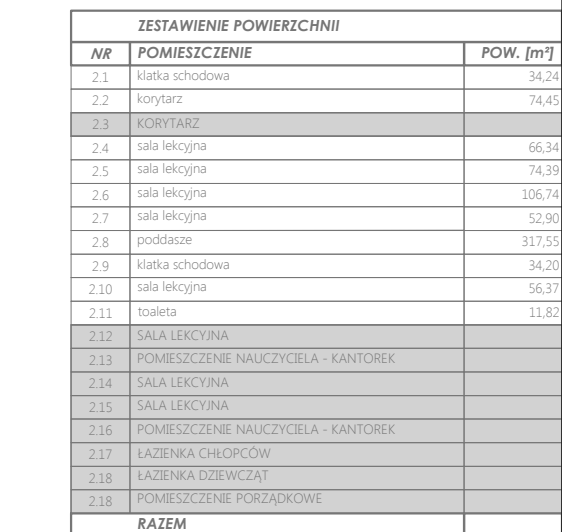 ZESTAWIENIE POWIERZCHNII
NR POMIESZCZENIE POW. [m²]
2.1 klatka schodowa 34,24
2.2 korytarz 74,45
2.3 KORYTARZ
2.4 sala lekcyjna 66,34
2.5 sala lekcyjna 74,39
2.6 sala lekcyjna 106,74
2.7 sala lekcyjna 52,90
2.8 poddasze 317,55
2.9 klatka schodowa 34,20
2.10 sala lekcyjna 56,37
2.11 toaleta 11,82
2.12 SALA LEKCYJNA
2.13 POMIESZCZENIE NAUCZYCIELA - KANTOREK
2.14 SALA LEKCYJNA
2.15 SALA LEKCYJNA
2.16 POMIESZCZENIE NAUCZYCIELA - KANTOREK
2.17 ŁAZIENKA CHŁOPCÓW
2.18 ŁAZIENKA DZIEWCZĄT
2.18 POMIESZCZENIE PORZĄDKOWE
RAZEM